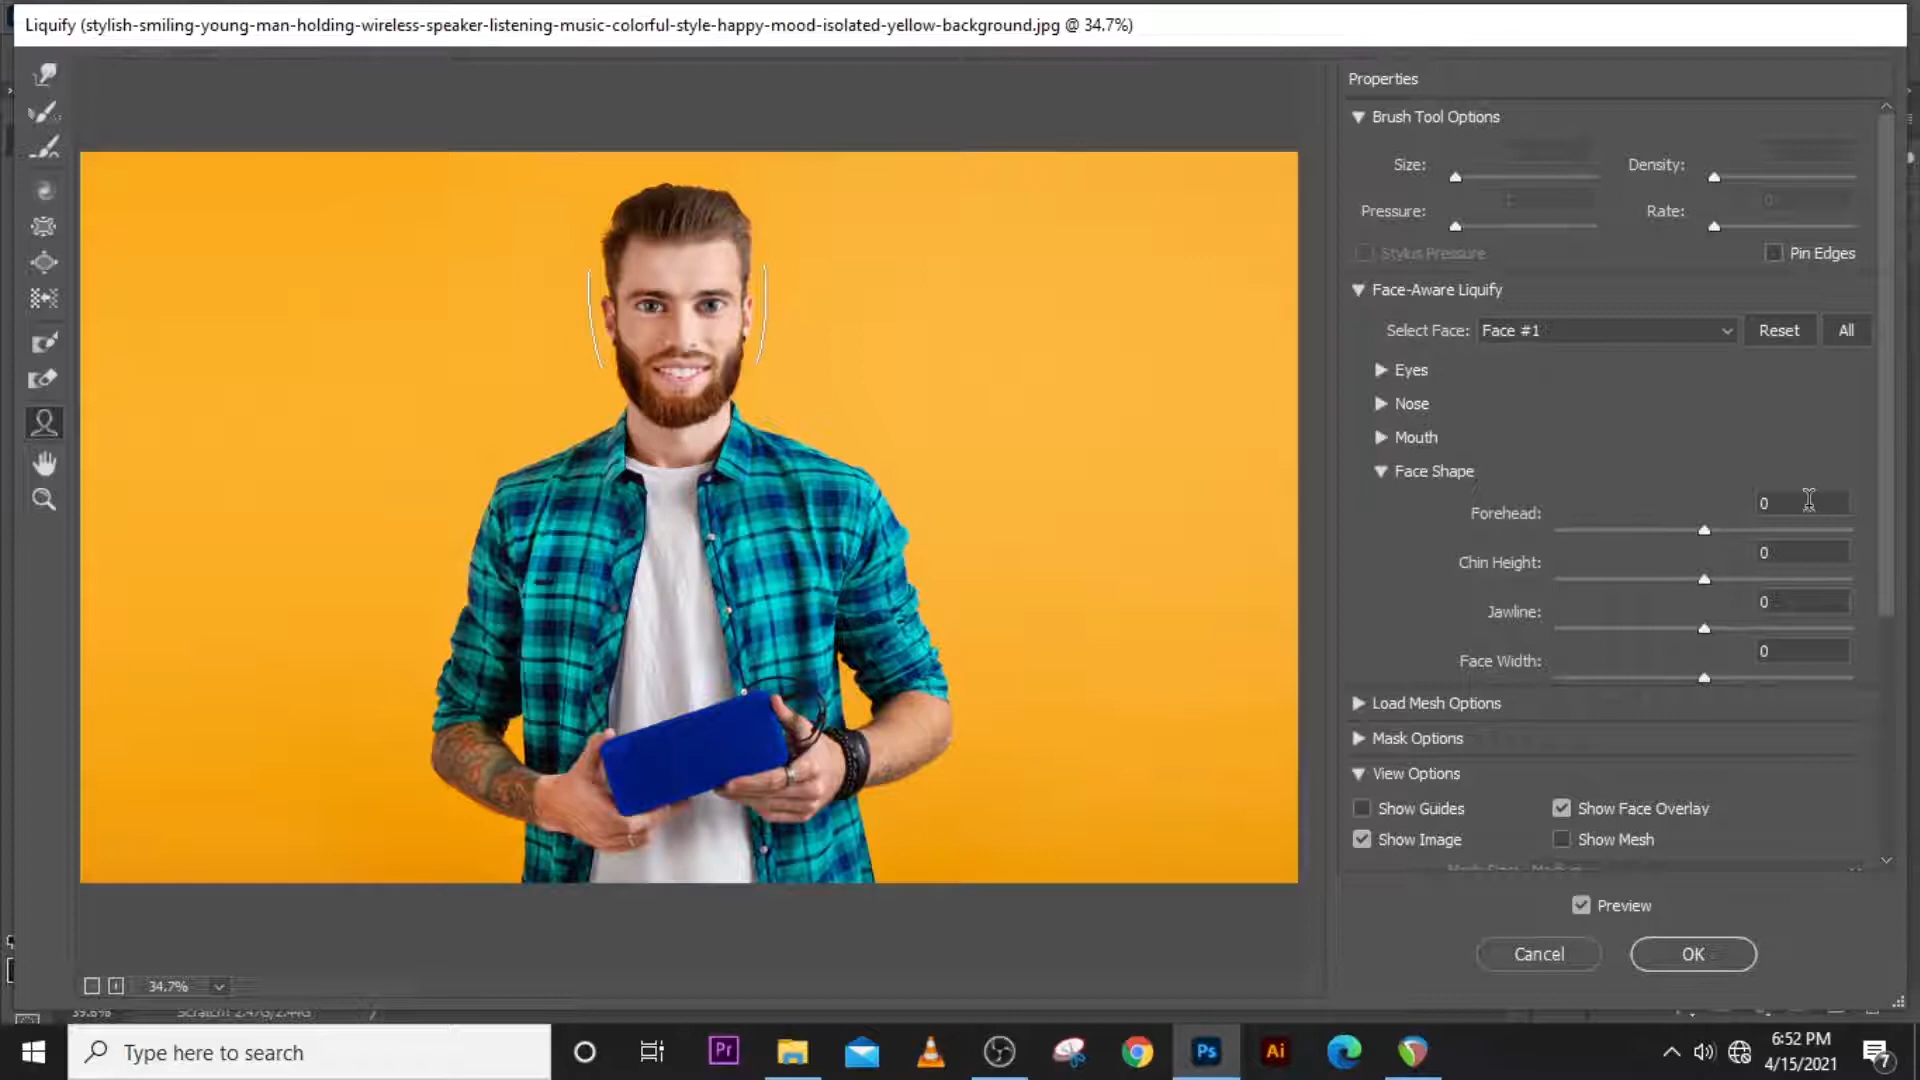 Liquify (stylish-smiling-young-man-holding-wireless-speaker-listening-music-colorful-style-happy-mood-isolated-yellow-background.jpg @ 34.7%)
Properties
Brush Tool Options
Size:
Density:
Pressure:
Rate:
Stylus Pressure
Pin Edges
Face-Aware Liquify
Select Face: Face #1 Reset All
Eyes
Nose
Mouth
Face Shape
Forehead: 0
Chin Height: 0
Jawline: 0
Face Width: 0
Load Mesh Options
Mask Options
View Options
Show Guides
Show Face Overlay
Show Image
Show Mesh
Preview
Cancel
OK
34.7%
Type here to search
Pr
Ps
Ai
6:52 PM
4/15/2021
7